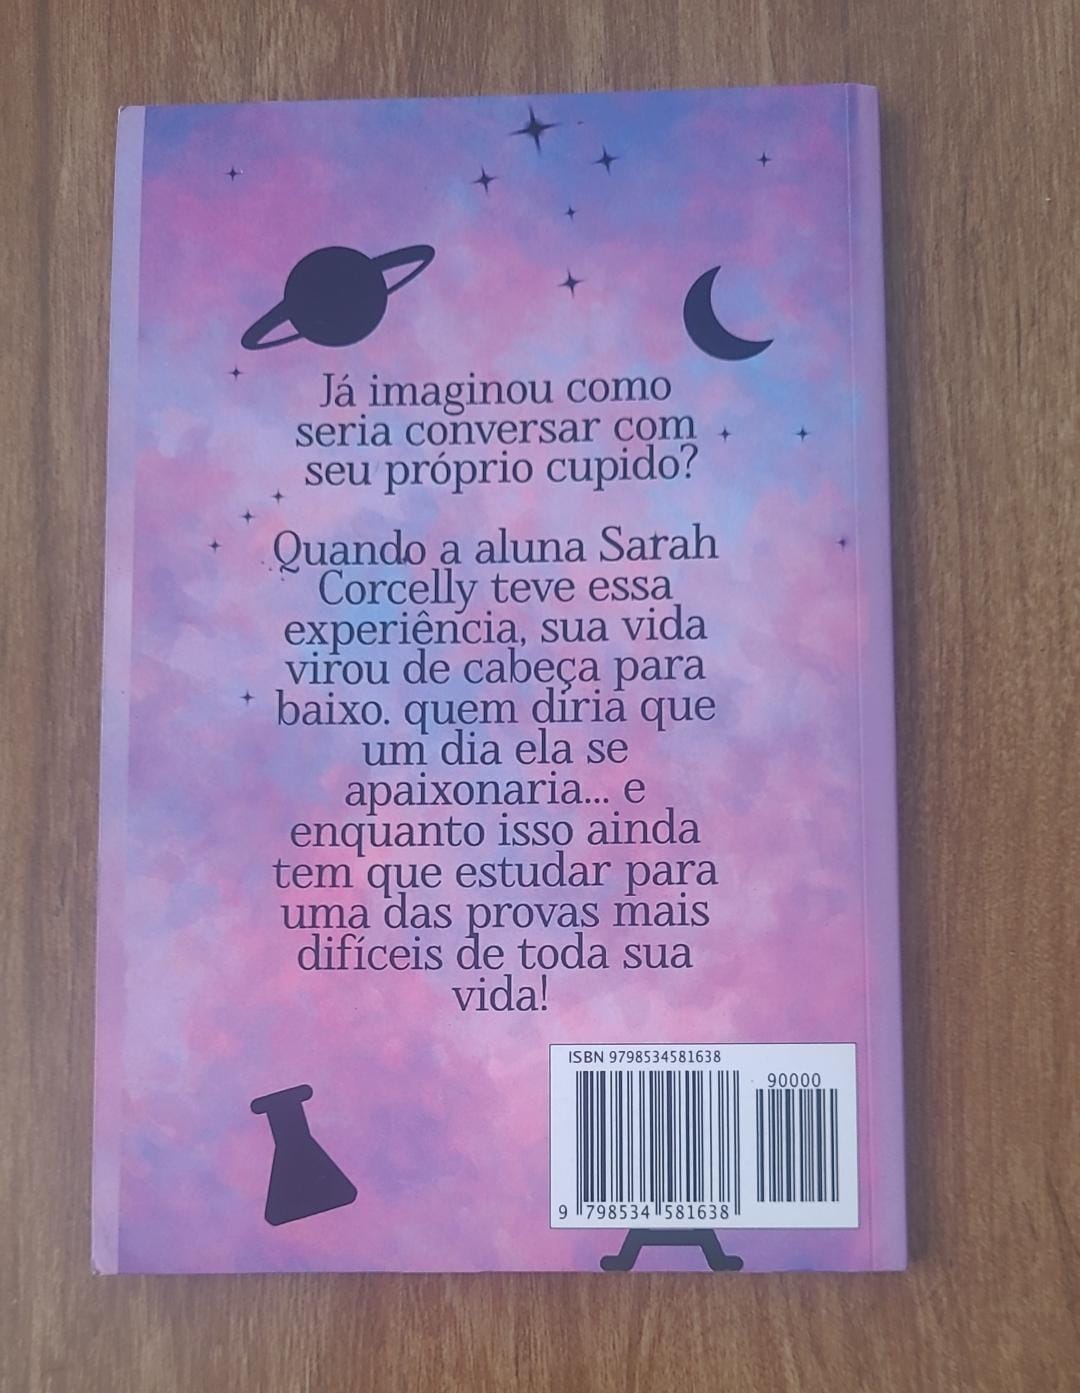 Já imaginou como
seria conversar com
seu próprio cupido?
Quando a aluna Sarah
Corcelly teve essa
experiência, sua vida
virou de cabeça para
baixo. quem diria que
um dia ela se
apaixonaria... e
enquanto isso ainda
tem que estudar para
uma das provas mais
difíceis de toda sua
vida!
ISBN 9798534581638
90000
9 798534 581638